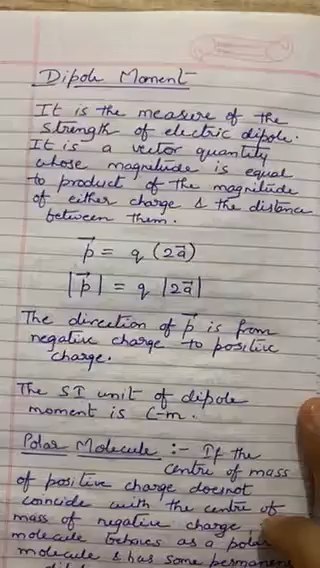 Dipole Moment
It is the measure of the
strength of electric dipole.
It is a vector quantity
whose magnitude is equal
to product of the magnitude
of either charge & the distance
between them.
p⃗ = q (2a⃗)
|p⃗| = q |2a⃗|
The direction of p⃗ is from
negative charge to positive
charge.
The SI unit of dipole
moment is C-m.
Polar Molecule :- If the
centre of mass
of positive charge doesnot
coincide with the centre of
mass of negative charge
molecule behaves as a polar
molecule & has some permanent